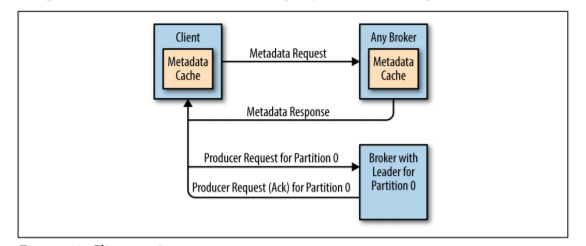 Client
Metadata
Cache
Metadata Request
Any Broker
Metadata
Cache
Metadata Response
Producer Request for Partition 0
Producer Request (Ack) for Partition 0
Broker with
Leader for
Partition 0